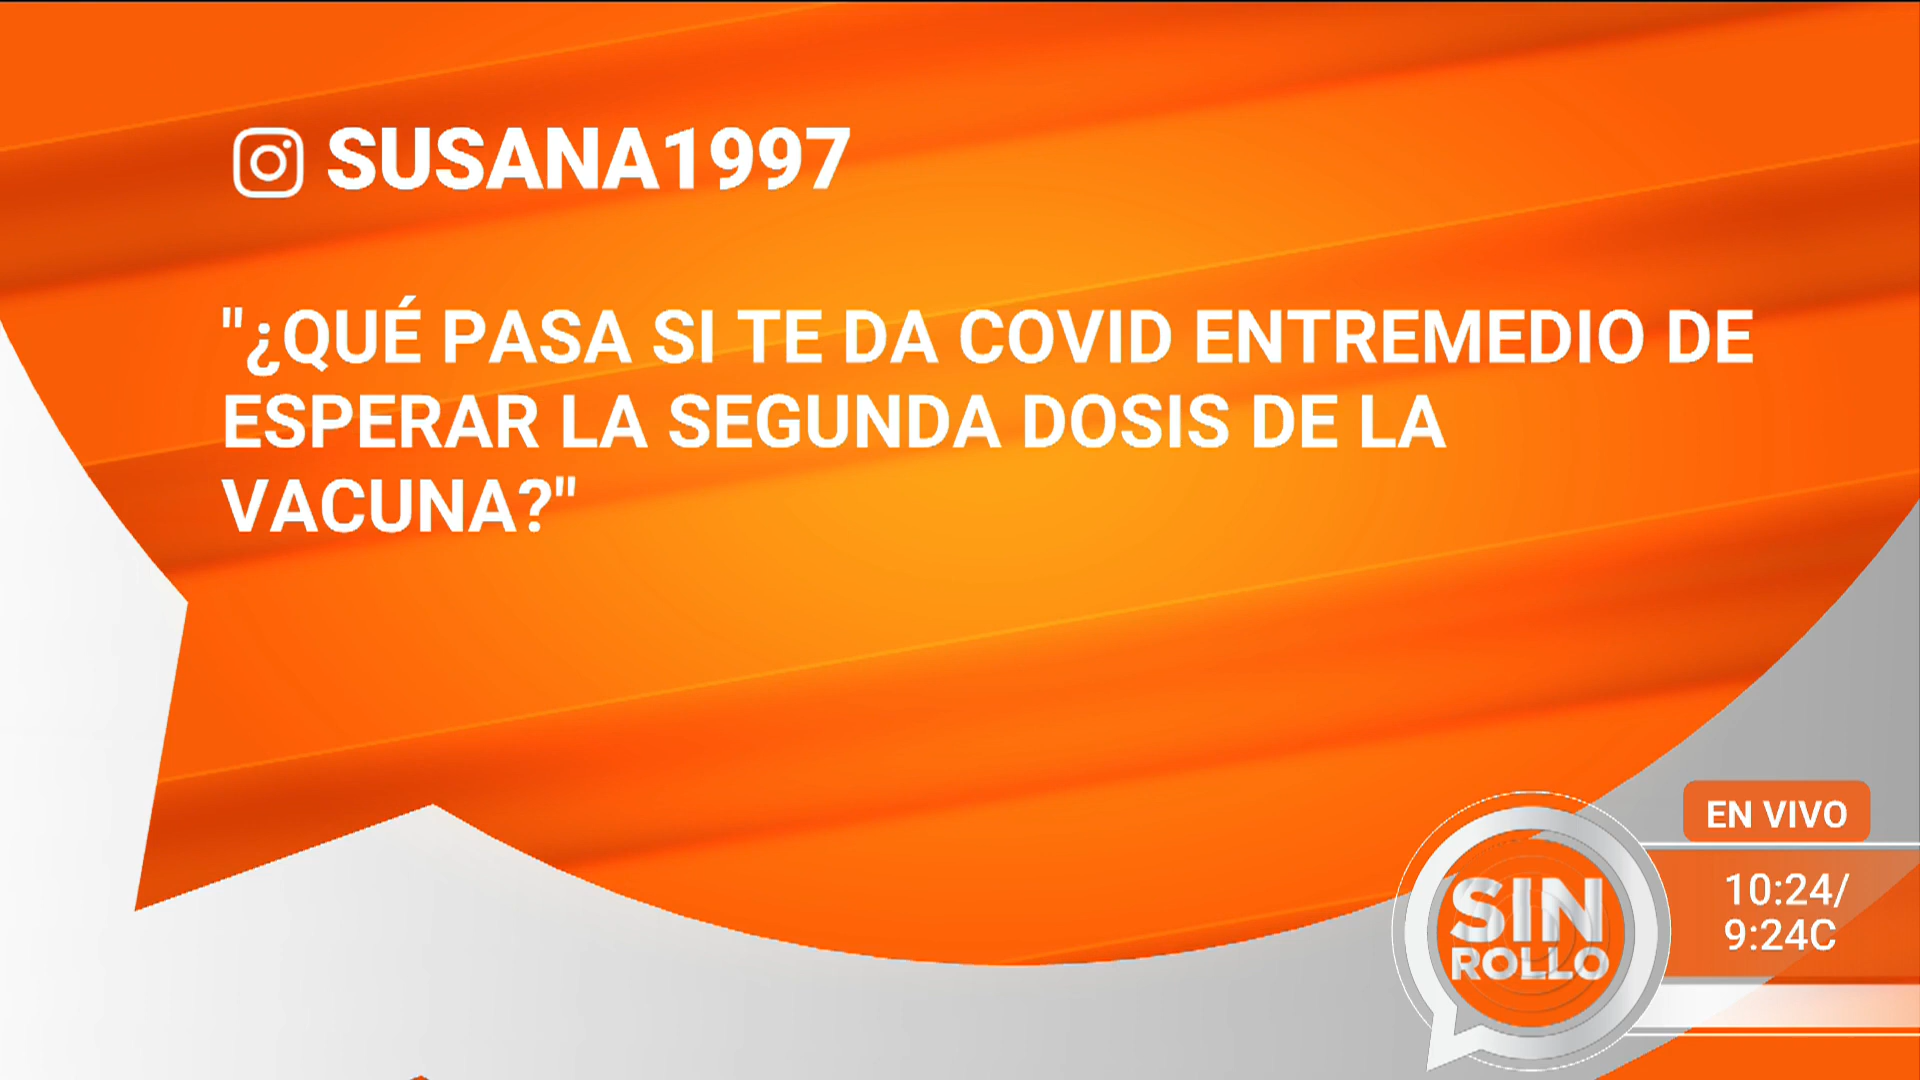 SUSANA1997
"¿QUÉ PASA SI TE DA COVID ENTREMEDIO DE
ESPERAR LA SEGUNDA DOSIS DE LA
VACUNA?"
EN VIVO
10:24/
9:24C
SIN
ROLLO